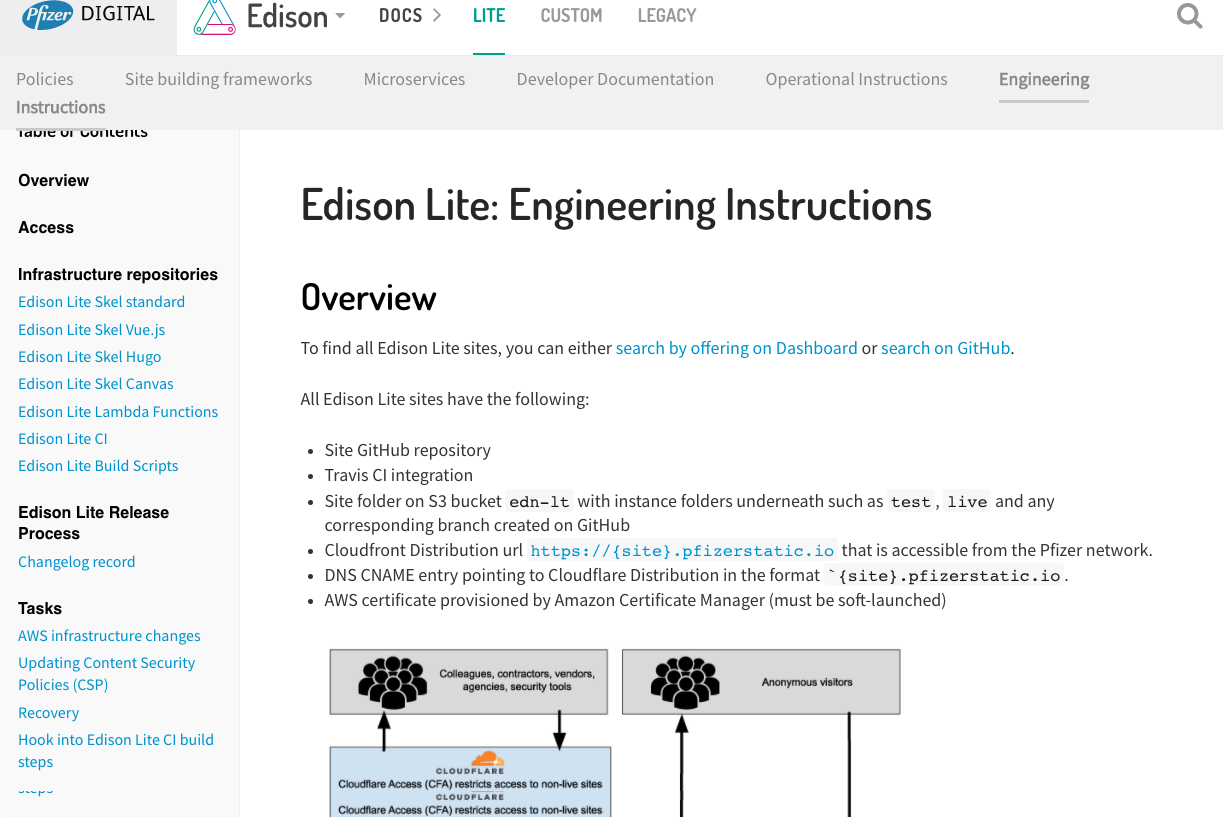 Pfizer DIGITAL
Edison
DOCS
LITE
CUSTOM
LEGACY
Policies
Site building frameworks
Microservices
Developer Documentation
Operational Instructions
Engineering
Instructions
Table of Contents
Overview
Access
Infrastructure repositories
Edison Lite Skel standard
Edison Lite Skel Vue.js
Edison Lite Skel Hugo
Edison Lite Skel Canvas
Edison Lite Lambda Functions
Edison Lite CI
Edison Lite Build Scripts
Edison Lite Release
Process
Changelog record
Tasks
AWS infrastructure changes
Updating Content Security
Policies (CSP)
Recovery
Hook into Edison Lite CI build
steps
steps
Edison Lite: Engineering Instructions
Overview
To find all Edison Lite sites, you can either search by offering on Dashboard or search on GitHub.
All Edison Lite sites have the following:
• Site GitHub repository
• Travis CI integration
• Site folder on S3 bucket edn-lt with instance folders underneath such as test, live and any
corresponding branch created on GitHub
• Cloudfront Distribution url https://{site}.pfizerstatic.io that is accessible from the Pfizer network.
• DNS CNAME entry pointing to Cloudflare Distribution in the format `{site}.pfizerstatic.io.
• AWS certificate provisioned by Amazon Certificate Manager (must be soft-launched)
Colleagues, contractors, vendors,
agencies, security tools
Anonymous visitors
CLOUDFLARE
Cloudflare Access (CFA) restricts access to non-live sites
CLOUDFLARE
Cloudflare Access (CFA) restricts access to non-live sites